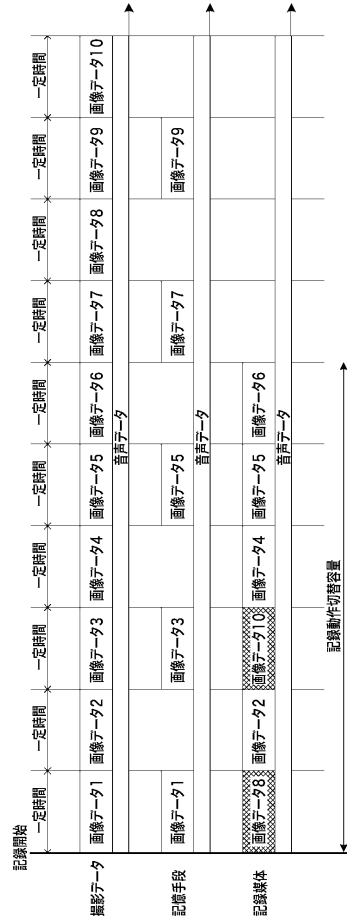 記録開始
一定時間 一定時間 一定時間 一定時間 一定時間 一定時間 一定時間 一定時間 一定時間 一定時間
撮影データ 画像データ1 画像データ2 画像データ3 画像データ4 画像データ5 画像データ6 画像データ7 画像データ8 画像データ9 画像データ10
音声データ
記憶手段 画像データ1 画像データ3 画像データ5 画像データ7 画像データ9
音声データ
記録媒体 画像データ8 画像データ2 画像データ10 画像データ4 画像データ5 画像データ6
音声データ
記録動作切替容量